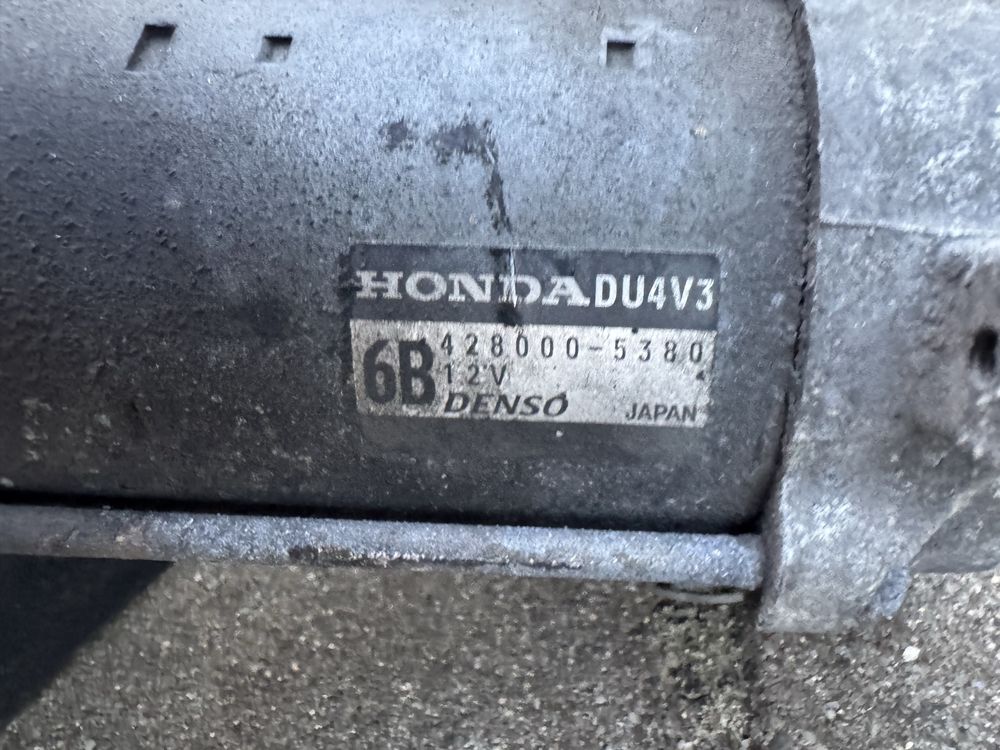 HONDA DU4V3
6B 428000-5380
12V
DENSO JAPAN